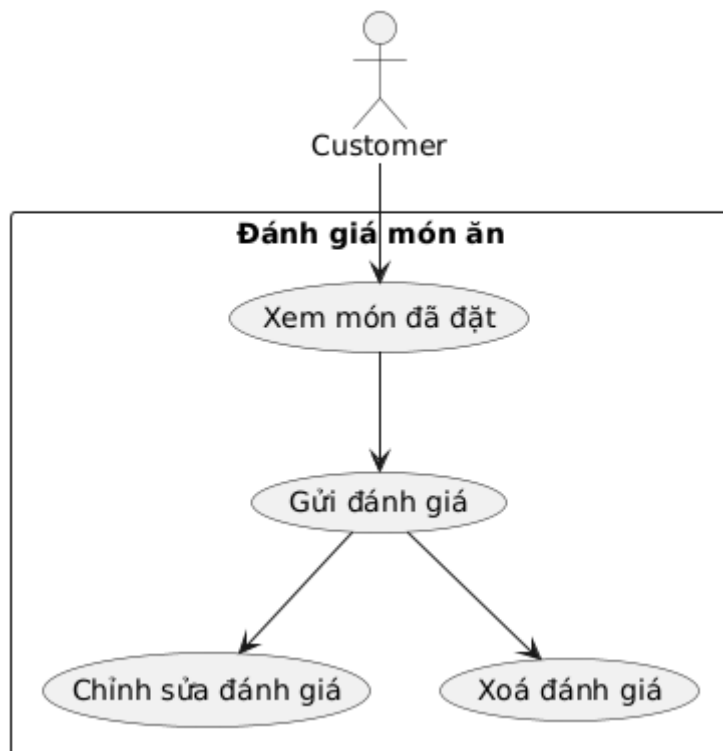 Customer
Đánh giá món ăn
Xem món đã đặt
Gửi đánh giá
Chỉnh sửa đánh giá
Xoá đánh giá